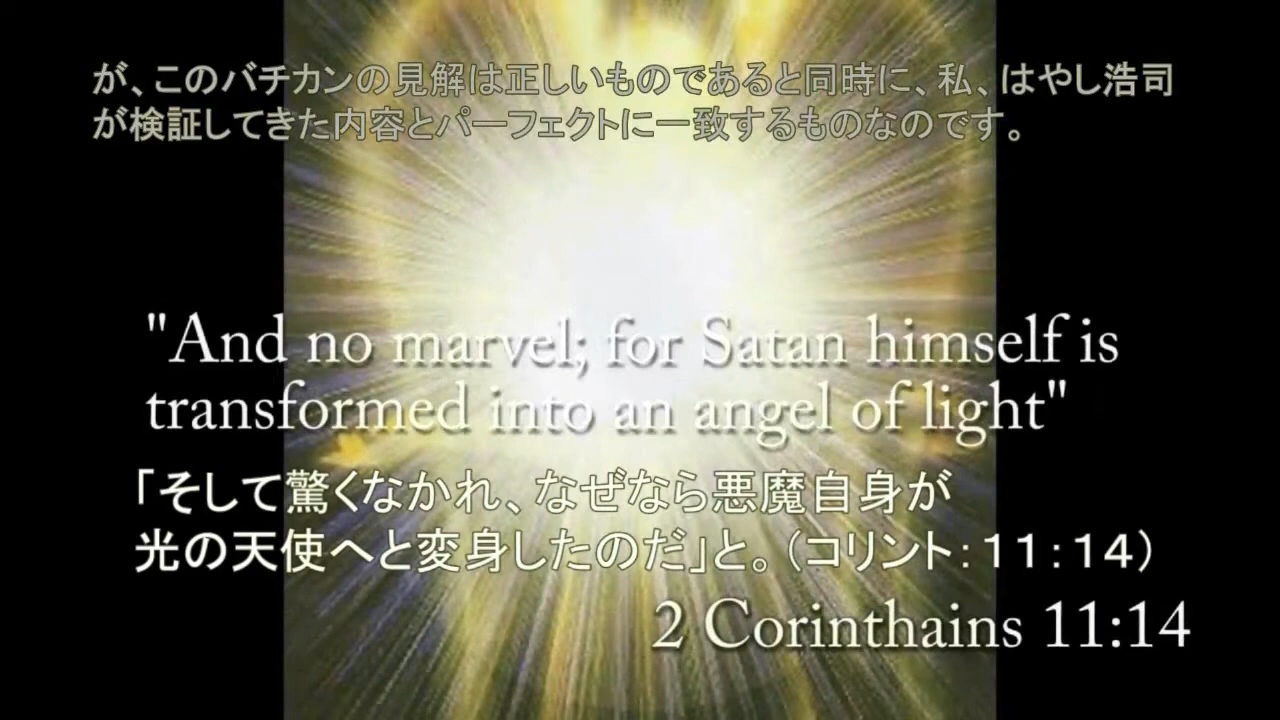 が、このバチカンの見解は正しいものであると同時に、私、はやし浩司
が検証してきた内容とパーフェクトに一致するものなのです。
"And no marvel; for Satan himself is
transformed into an angel of light"
「そして驚くなかれ、なぜなら悪魔自身が
光の天使へと変身したのだ」と。（コリント：１１：１４）
2 Corinthains 11:14